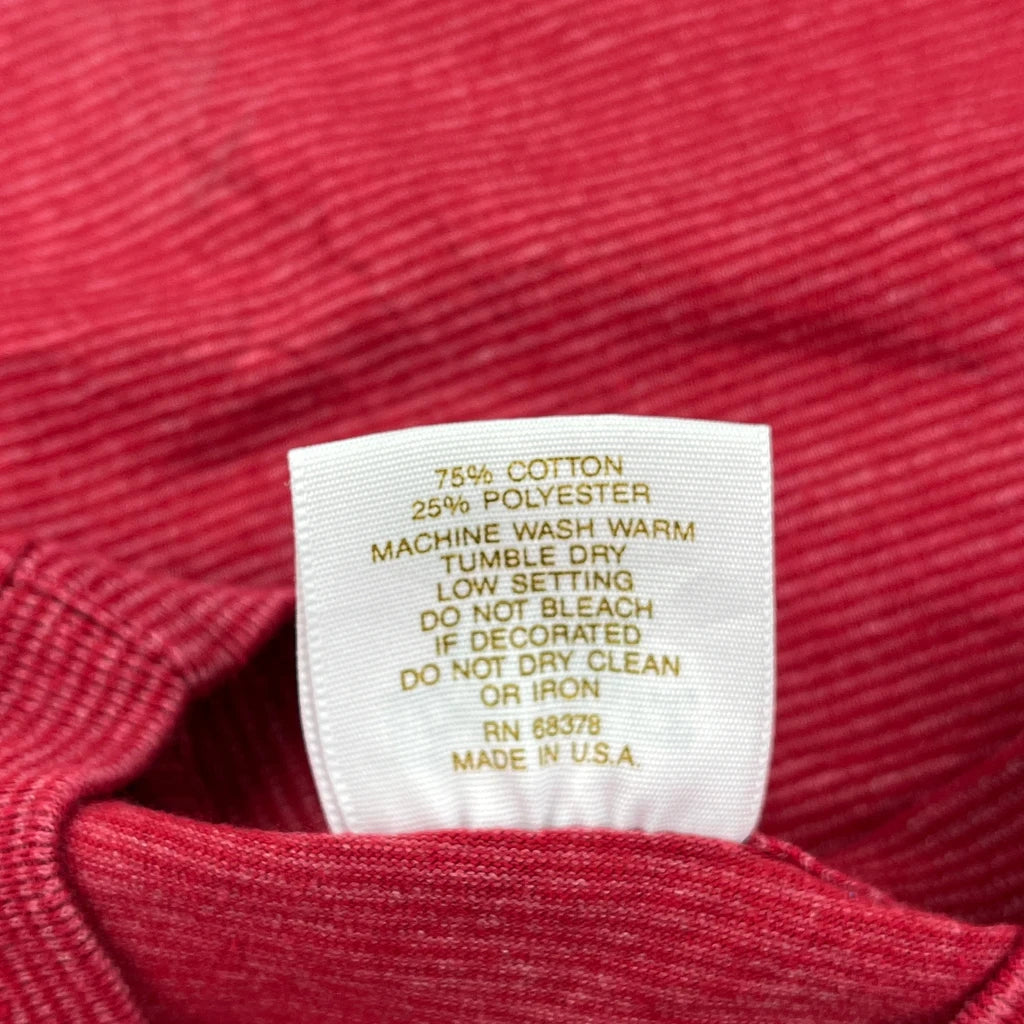 75% COTTON
25% POLYESTER
MACHINE WASH WARM
TUMBLE DRY
LOW SETTING
DO NOT BLEACH
IF DECORATED
DO NOT DRY CLEAN
OR IRON
RN 68378
MADE IN U.S.A.